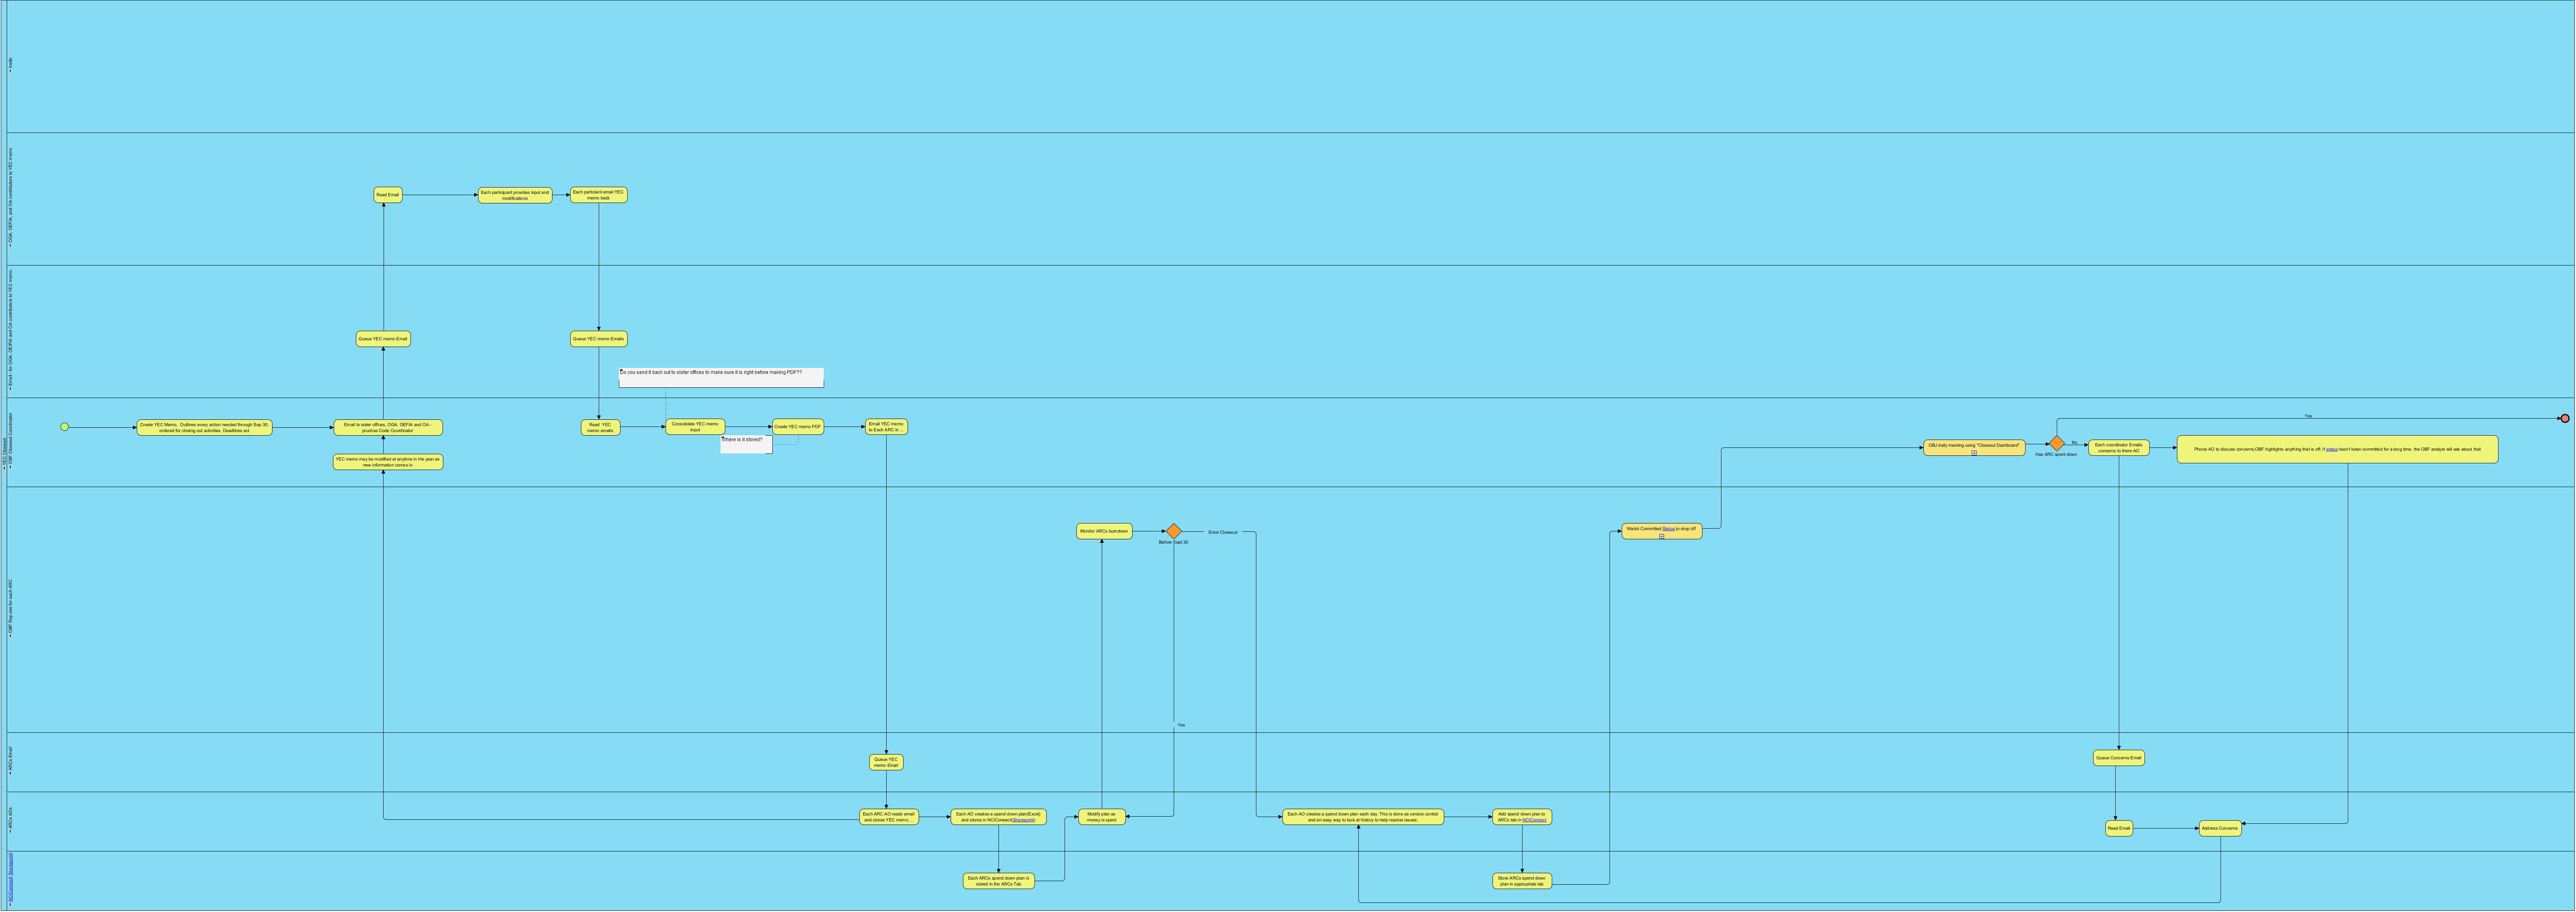 YEC Closeout
Intille
OGA, OEFIA, and OA contributors to YEC memo
Read Email
Each participant provides input and
modifications
Each participant email YEC
memo back
Email - for OGA, OEIFIA and OA contributors to YEC memo
Queue YEC memo Email
Queue YEC memo Emails
Do you send it back out to sister offices to make sure it is right before making PDF??
OBF Closeout Coordinator
Create YEC Memo, Outlines every action needed through Sep 30,
ordered for closing out activities. Deadlines ect
Email to sister offices, OGA, OEFIA and OA -
Code Coordinator
YEC memo may be modified at anytime in the year as
new information comes in
Read YEC
memo emails
Consolidate YEC memo
input
Where is it stored?
Create YEC memo PDF
Email YEC memo
to Each ARC in ...
OBJ daily meeting using "Closeout Dashboard"
Has ARC spent down
Yes
No
Each coordinator Emails
concerns to there AO
Phone AO to discuss concerns.OBF highlights anything that is off, if status hasn't been committed for a long time, the OBF analyst will ask about that
OBF Rep one for each ARC
Monitor ARCs burndown
Before Sept 30
Enter Closeout
Yes
Watch Committed Status to drop off
ARCs Email
Queue YEC
memo Email
Queue Concerns Email
ARCs AOs
Each ARC AO reads email
and stores YEC memo ...
Each AO creates a spend down plan(Excel)
and stores in NCIConnect(Sharepoint)
Modify plan as
money is spent
Each AO creates a spend down plan each day. This is done as version control
and an easy way to look at history to help resolve issues.
Add spend down plan to
ARCs tab in NCIConnect
Read Email
Address Concerns
NCIConnect( Sharepoint)
Each ARCs spend down plan is
stored in the ARCs Tab
Store ARCs spend down
plan in appropriate tab